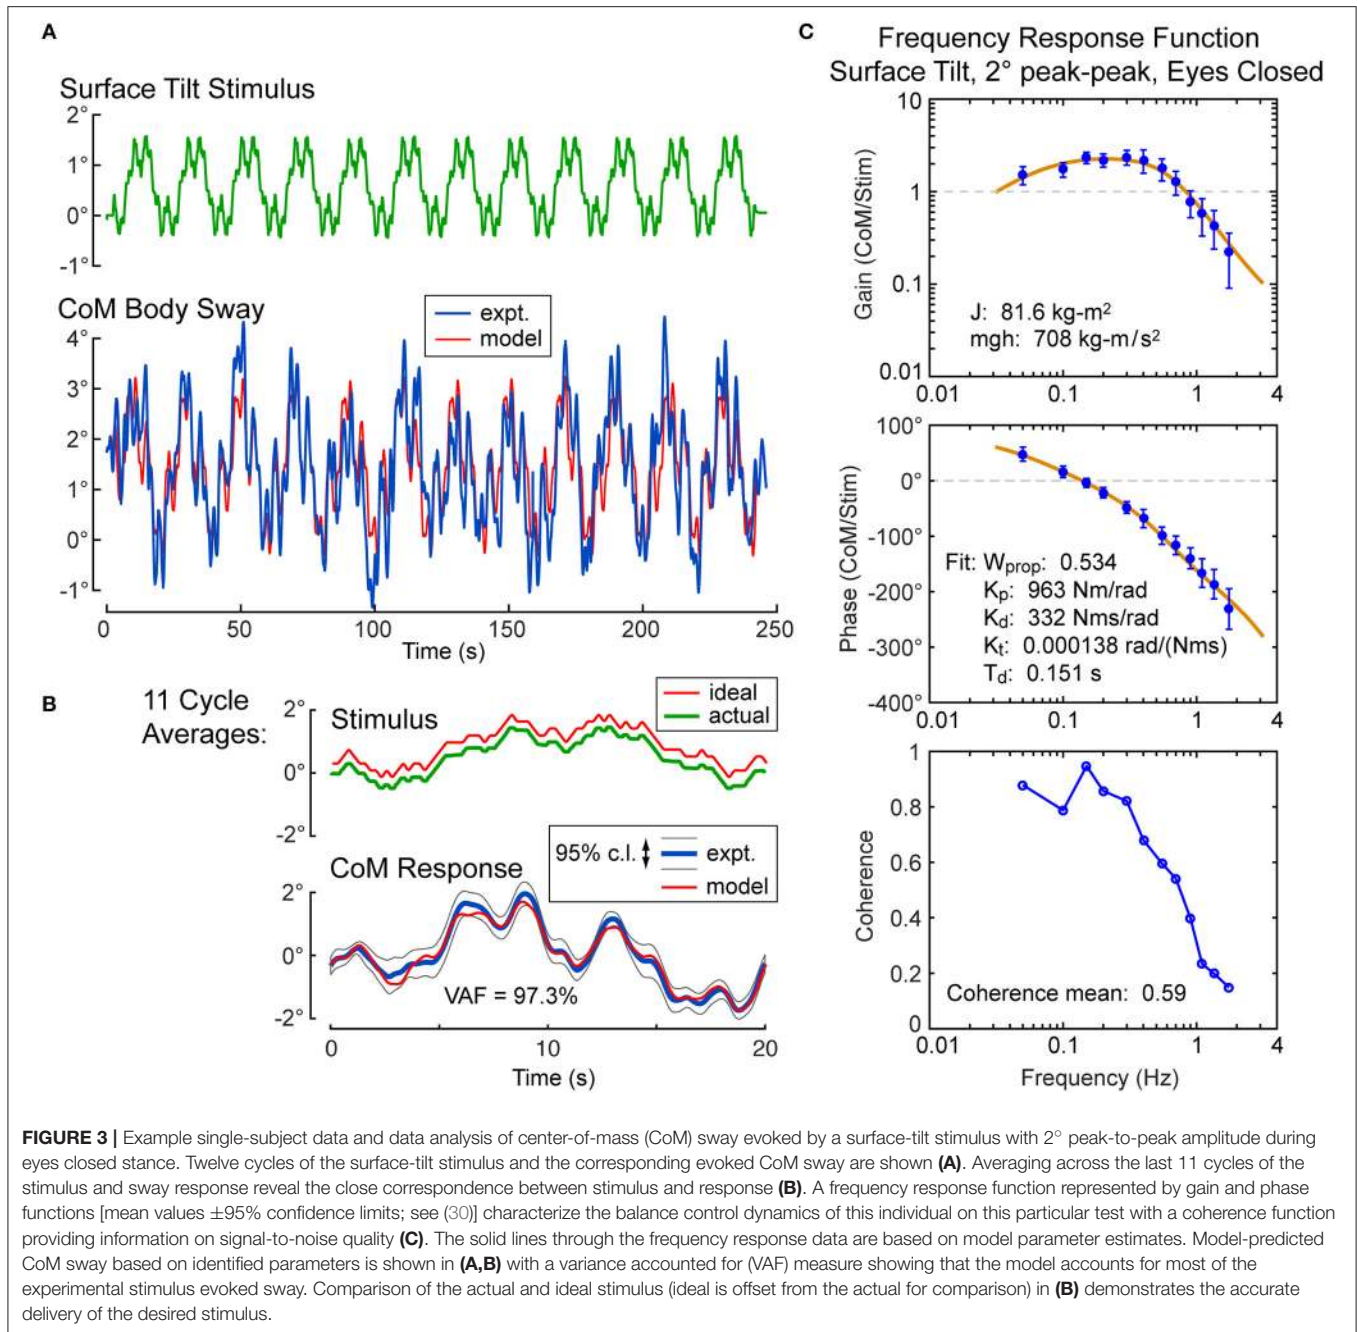 A
Surface Tilt Stimulus
2°
1°
0°
-1°
CoM Body Sway
expt.
model
4°
3°
2°
1°
0°
-1°
0 50 100 150 200 250
Time (s)
B
11 Cycle
Averages:
Stimulus
ideal
actual
2°
0°
-2°
CoM Response
95% c.l.
expt.
model
2°
0°
-2°
VAF = 97.3%
0 10 20
Time (s)
C
Frequency Response Function
Surface Tilt, 2° peak-peak, Eyes Closed
Gain (CoM/Stim)
10
1
0.1
0.01
J: 81.6 kg-m²
mgh: 708 kg-m/s²
0.01 0.1 1 4
Phase (CoM/Stim)
100°
0°
-100°
-200°
-300°
-400°
Fit: Wprop: 0.534
Kp: 963 Nm/rad
Kd: 332 Nms/rad
Kt: 0.000138 rad/(Nms)
Td: 0.151 s
0.01 0.1 1 4
Coherence
1
0.8
0.6
0.4
0.2
0
Coherence mean: 0.59
0.01 0.1 1 4
Frequency (Hz)
FIGURE 3 | Example single-subject data and data analysis of center-of-mass (CoM) sway evoked by a surface-tilt stimulus with 2° peak-to-peak amplitude during
eyes closed stance. Twelve cycles of the surface-tilt stimulus and the corresponding evoked CoM sway are shown (A). Averaging across the last 11 cycles of the
stimulus and sway response reveal the close correspondence between stimulus and response (B). A frequency response function represented by gain and phase
functions [mean values ±95% confidence limits; see (30)] characterize the balance control dynamics of this individual on this particular test with a coherence function
providing information on signal-to-noise quality (C). The solid lines through the frequency response data are based on model parameter estimates. Model-predicted
CoM sway based on identified parameters is shown in (A,B) with a variance accounted for (VAF) measure showing that the model accounts for most of the
experimental stimulus evoked sway. Comparison of the actual and ideal stimulus (ideal is offset from the actual for comparison) in (B) demonstrates the accurate
delivery of the desired stimulus.